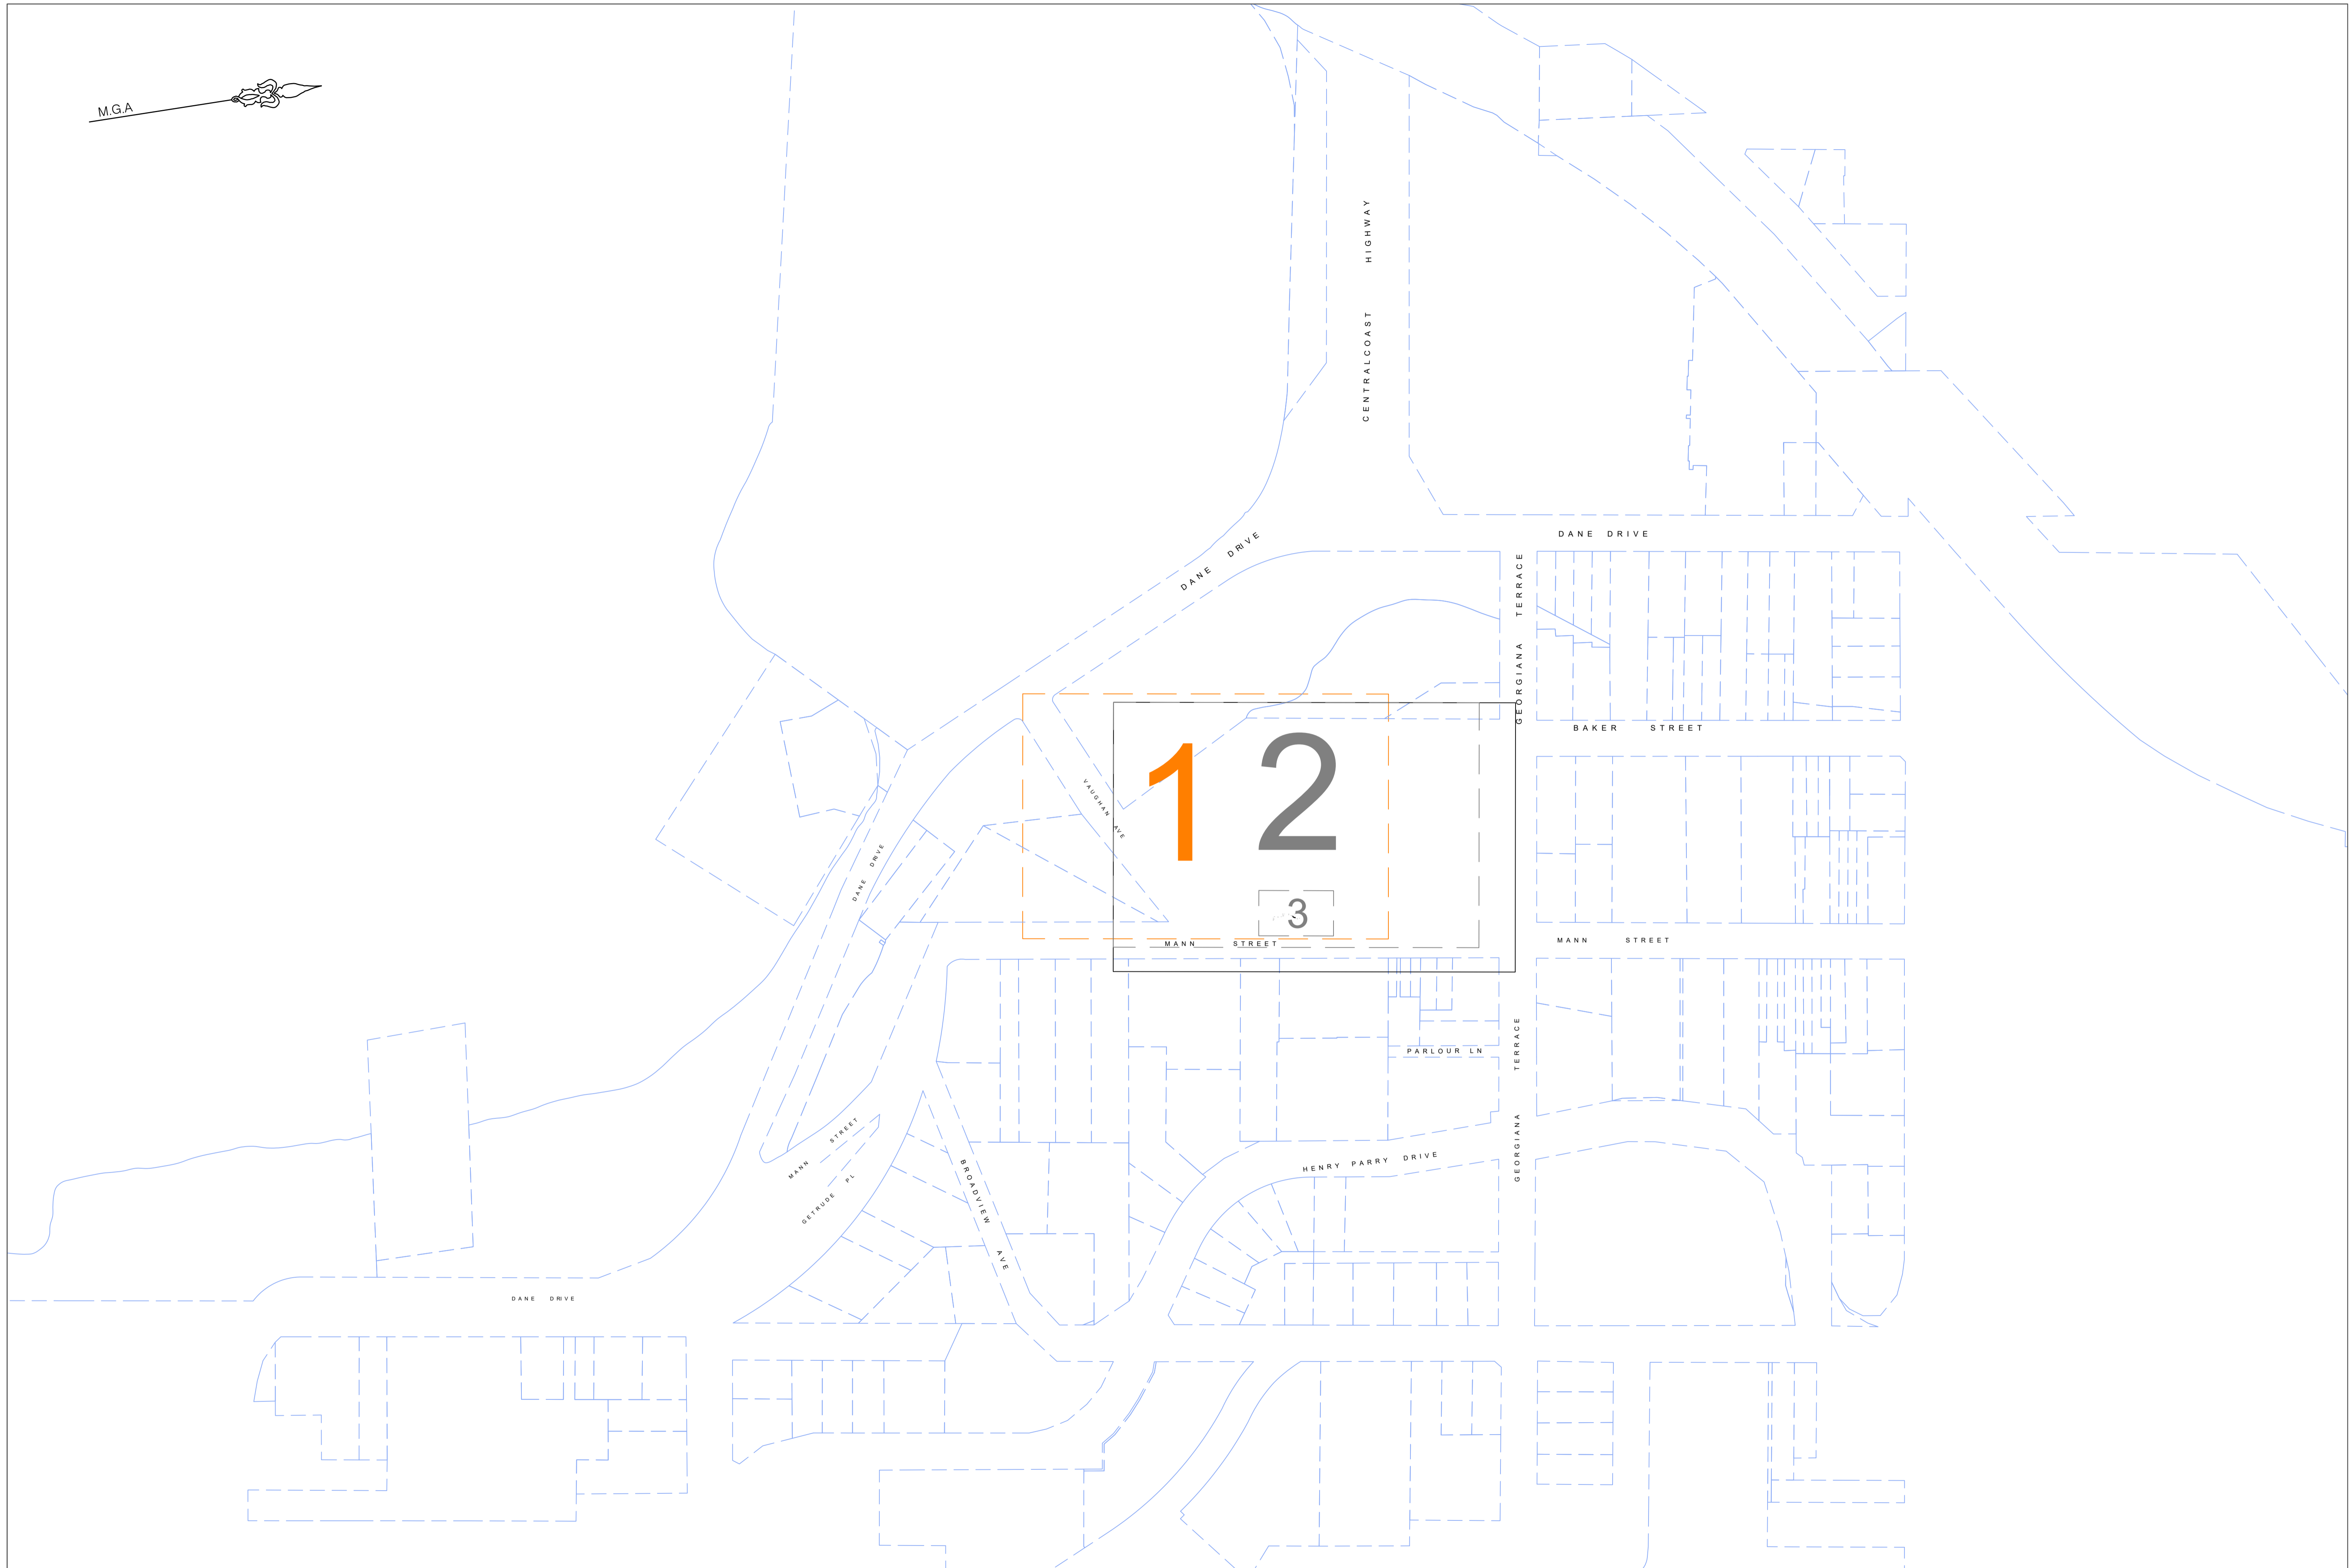 M.G.A
CENTRALCOAST HIGHWAY
DANE DRIVE
DANE DRIVE
GEORGIANA TERRACE
BAKER STREET
1
2
VAUGHAN AVE
DANE DRIVE
3
MANN STREET
MANN STREET
PARLOUR LN
GEORGIANA TERRACE
MANN STREET
HENRY PARRY DRIVE
GETRUDE PL
BROADVIEW AVE
DANE DRIVE